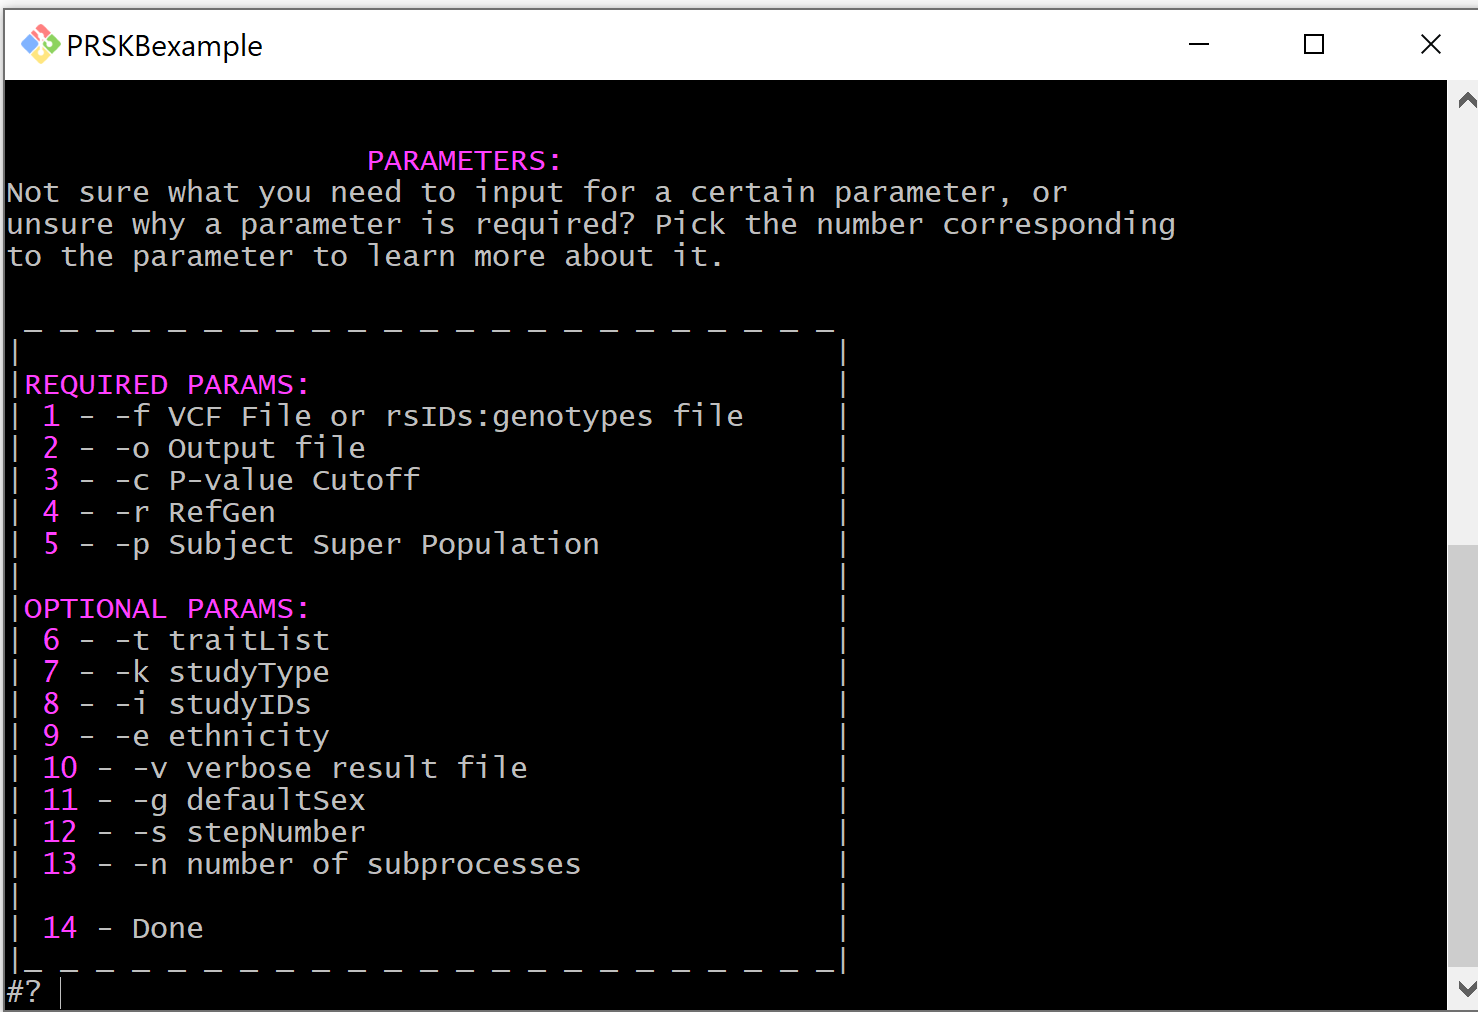 PRSKBexample
PARAMETERS:
Not sure what you need to input for a certain parameter, or
unsure why a parameter is required? Pick the number corresponding
to the parameter to learn more about it.
_ _ _ _ _ _ _ _ _ _ _ _ _ _ _ _ _ _ _ _ _ _ _
| |
|REQUIRED PARAMS: |
| 1 - -f VCF File or rsIDs:genotypes file |
| 2 - -o Output file |
| 3 - -c P-value Cutoff |
| 4 - -r RefGen |
| 5 - -p Subject Super Population |
| |
|OPTIONAL PARAMS: |
| 6 - -t traitList |
| 7 - -k studyType |
| 8 - -i studyIDs |
| 9 - -e ethnicity |
| 10 - -v verbose result file |
| 11 - -g defaultSex |
| 12 - -s stepNumber |
| 13 - -n number of subprocesses |
| |
| 14 - Done |
|_ _ _ _ _ _ _ _ _ _ _ _ _ _ _ _ _ _ _ _ _ _ _|
#?